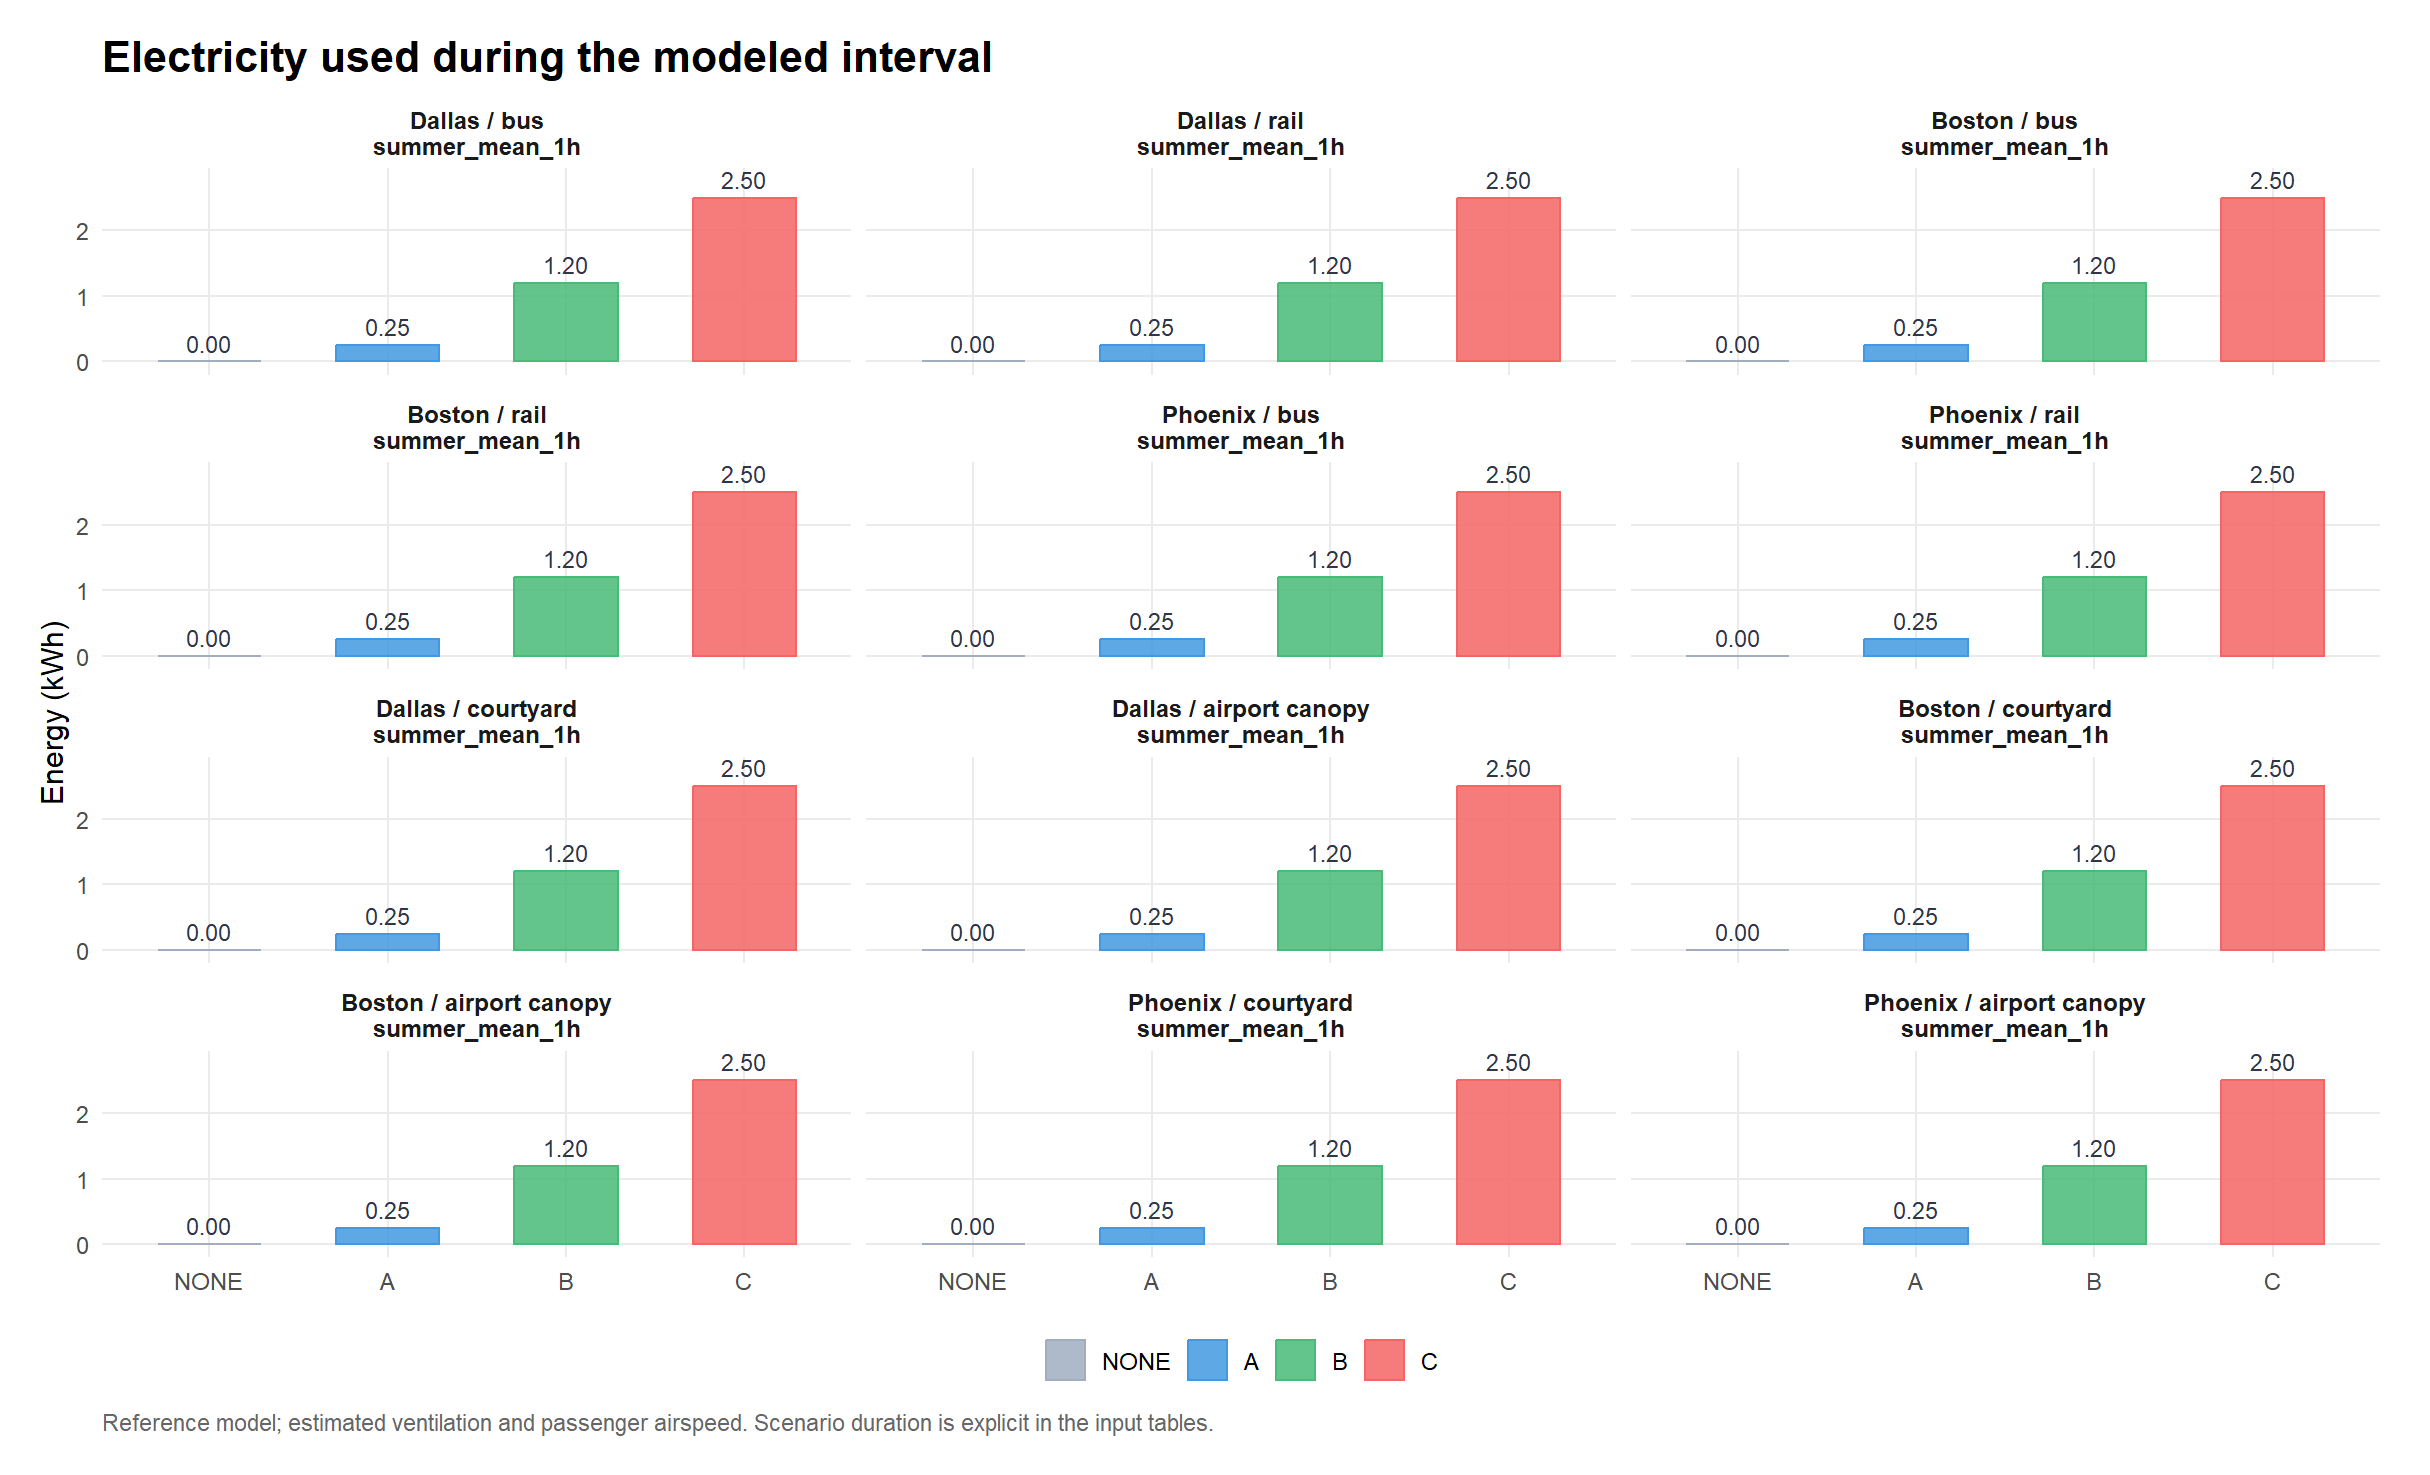 Electricity used during the modeled interval
Dallas / bus
summer_mean_1h
Dallas / rail
summer_mean_1h
Boston / bus
summer_mean_1h
2
1
0
0.00
0.25
1.20
2.50
0.00
0.25
1.20
2.50
0.00
0.25
1.20
2.50
Boston / rail
summer_mean_1h
Phoenix / bus
summer_mean_1h
Phoenix / rail
summer_mean_1h
2
1
0
0.00
0.25
1.20
2.50
0.00
0.25
1.20
2.50
0.00
0.25
1.20
2.50
Energy (kWh)
Dallas / courtyard
summer_mean_1h
Dallas / airport canopy
summer_mean_1h
Boston / courtyard
summer_mean_1h
2
1
0
0.00
0.25
1.20
2.50
0.00
0.25
1.20
2.50
0.00
0.25
1.20
2.50
Boston / airport canopy
summer_mean_1h
Phoenix / courtyard
summer_mean_1h
Phoenix / airport canopy
summer_mean_1h
2
1
0
0.00
0.25
1.20
2.50
0.00
0.25
1.20
2.50
0.00
0.25
1.20
2.50
NONE A B C
NONE A B C
NONE A B C
NONE A B C
Reference model; estimated ventilation and passenger airspeed. Scenario duration is explicit in the input tables.